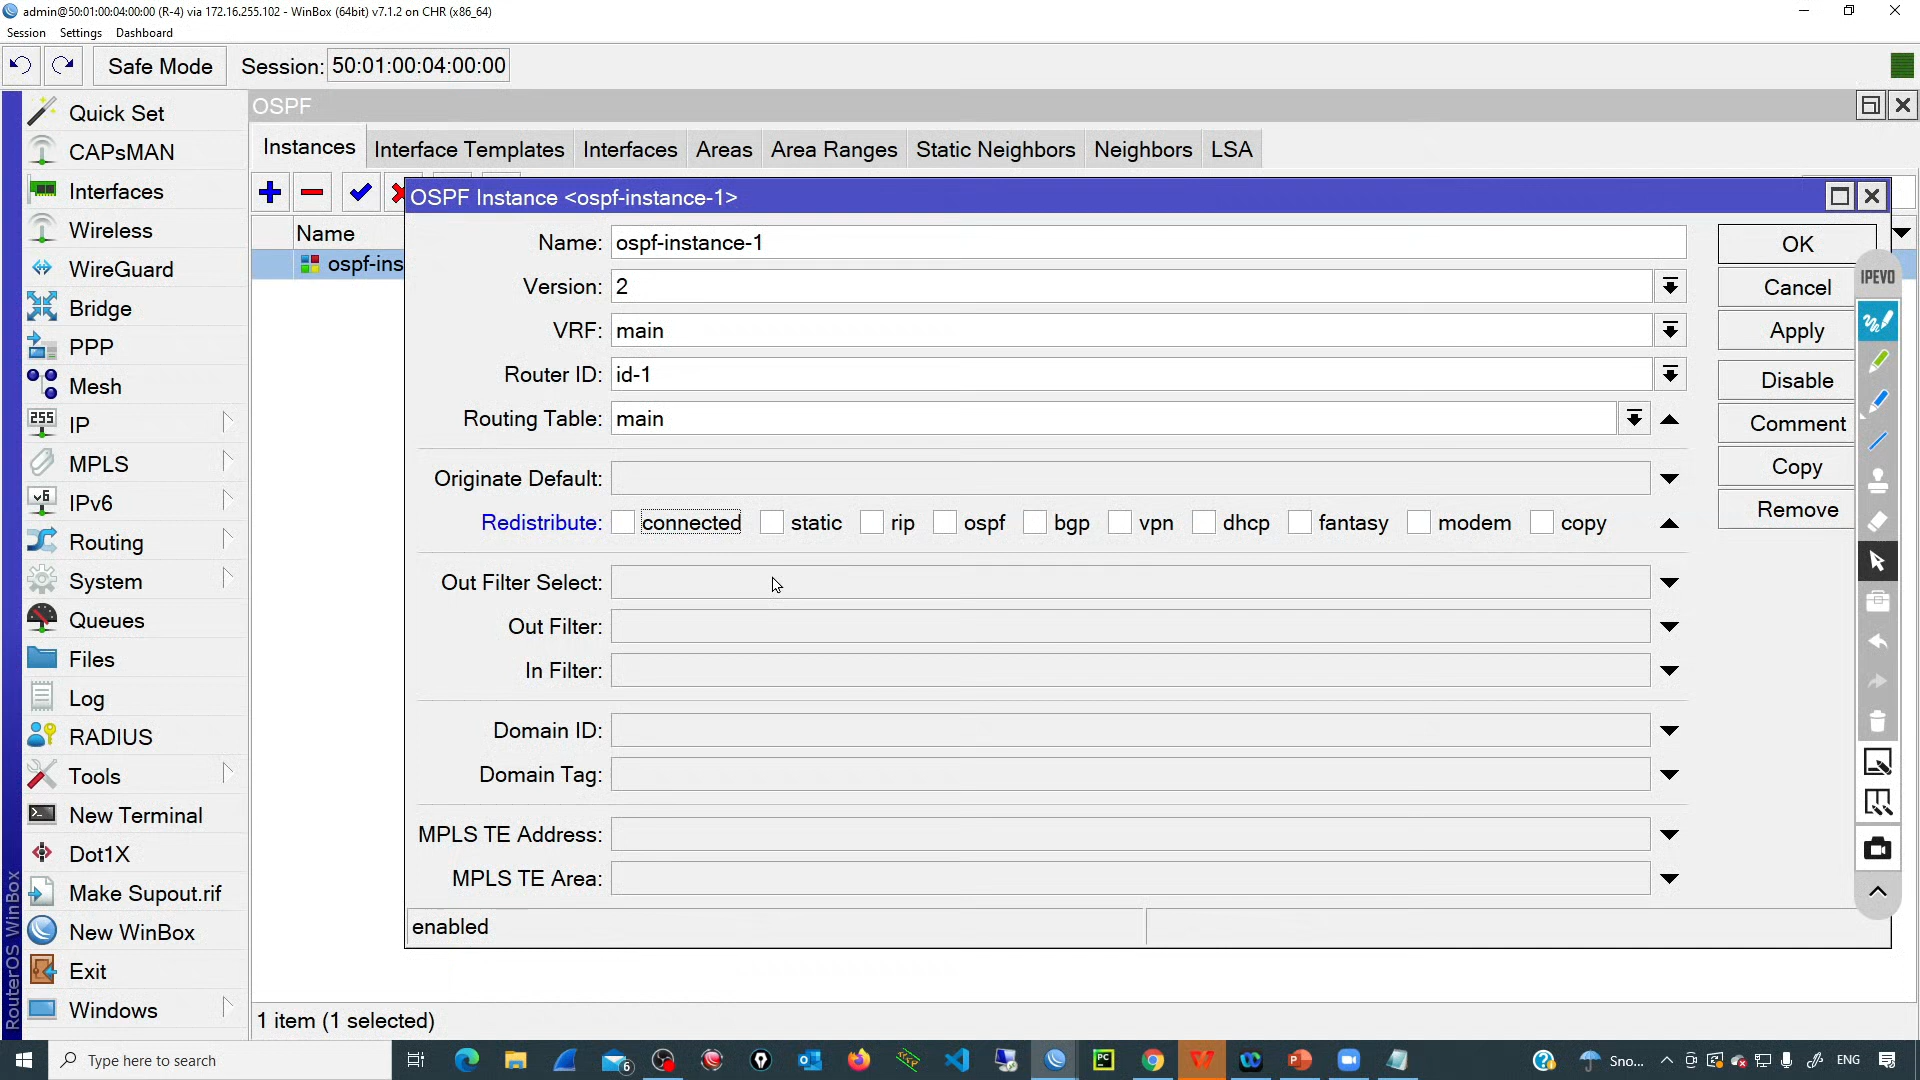 admin@50:01:00:04:00:00 (R-4) via 172.16.255.102 - WinBox (64bit) v7.1.2 on CHR (x86_64)
Session Settings Dashboard
Safe Mode Session: 50:01:00:04:00:00
Quick Set
CAPsMAN
Interfaces
Wireless
WireGuard
Bridge
PPP
Mesh
IP
MPLS
IPv6
Routing
System
Queues
Files
Log
RADIUS
Tools
New Terminal
Dot1X
Make Supout.rif
New WinBox
Exit
Windows
RouterOS WinBox
OSPF
Instances Interface Templates Interfaces Areas Area Ranges Static Neighbors Neighbors LSA
Name
ospf-ins
OSPF Instance <ospf-instance-1>
Name: ospf-instance-1
Version: 2
VRF: main
Router ID: id-1
Routing Table: main
Originate Default:
Redistribute: connected static rip ospf bgp vpn dhcp fantasy modem copy
Out Filter Select:
Out Filter:
In Filter:
Domain ID:
Domain Tag:
MPLS TE Address:
MPLS TE Area:
enabled
OK
Cancel
Apply
Disable
Comment
Copy
Remove
IPEVO
1 item (1 selected)
Type here to search
6
Sno...
ENG